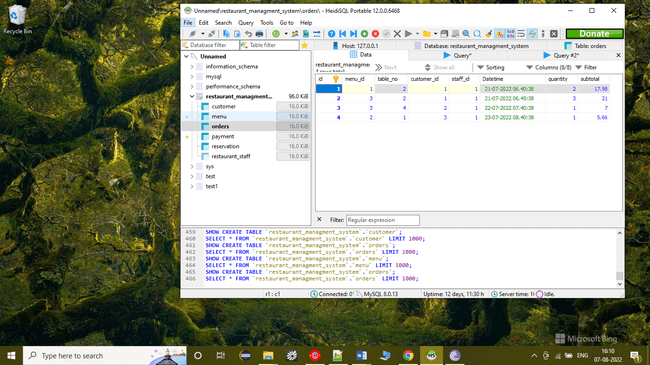 Recycle Bin
Unnamed\restaurant_managment_system\orders\ - HeidiSQL Portable 12.0.0.6468
File Edit Search Query Tools Go to Help
Donate
Database filter Table filter
Host: 127.0.0.1 Database: restaurant_managment_system Table: orders
Data Query* Query #2*
restaurant_managme
Next Show all Sorting Columns (8/8) Filter
Unnamed
information_schema
mysql
performance_schema
restaurant_managment... 96.0 KiB
customer 16.0 KiB
menu 16.0 KiB
orders 16.0 KiB
payment 16.0 KiB
reservation 16.0 KiB
restaurant_staff 16.0 KiB
sys
test
test1
id menu_id table_no customer_id staff_id Datetime quantity subtotal
1 1 2 1 1 21-07-2022 06:40:38 2 17.98
2 3 2 1 1 21-07-2022 06:40:38 3 21
3 3 4 2 1 22-07-2022 07:40:38 1 7
4 2 1 3 1 22-07-2022 08:40:38 1 5.66
Filter: Regular expression
459 SHOW CREATE TABLE `restaurant_managment_system`.`customer`;
460 SELECT * FROM `restaurant_managment_system`.`customer` LIMIT 1000;
461 SHOW CREATE TABLE `restaurant_managment_system`.`orders`;
462 SELECT * FROM `restaurant_managment_system`.`orders` LIMIT 1000;
463 SHOW CREATE TABLE `restaurant_managment_system`.`menu`;
464 SELECT * FROM `restaurant_managment_system`.`menu` LIMIT 1000;
465 SHOW CREATE TABLE `restaurant_managment_system`.`orders`;
466 SELECT * FROM `restaurant_managment_system`.`orders` LIMIT 1000;
r1 : c1 Connected: 0 MySQL 8.0.13 Uptime: 12 days, 11:30 h Server time: 1 Idle.
Microsoft Bing
Type here to search
ENG
16:10
07-08-2022